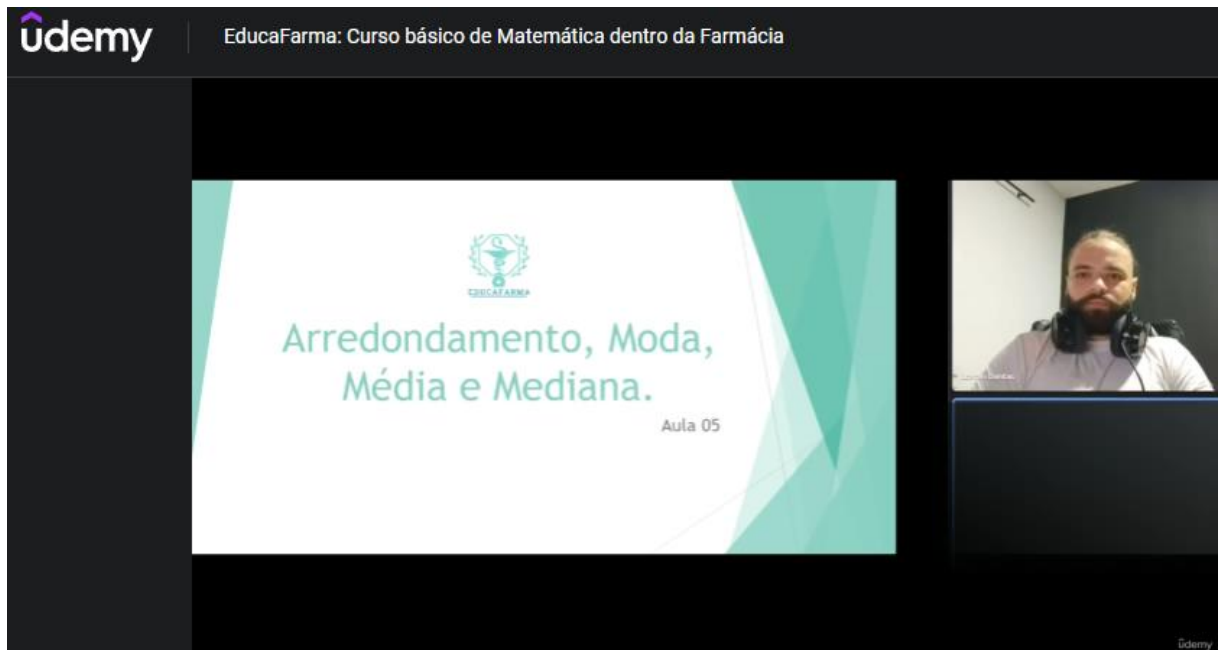 ûdemy
EducaFarma: Curso básico de Matemática dentro da Farmácia
EDUCAFARMA
Arredondamento, Moda,
Média e Mediana.
Aula 05
ûdemy